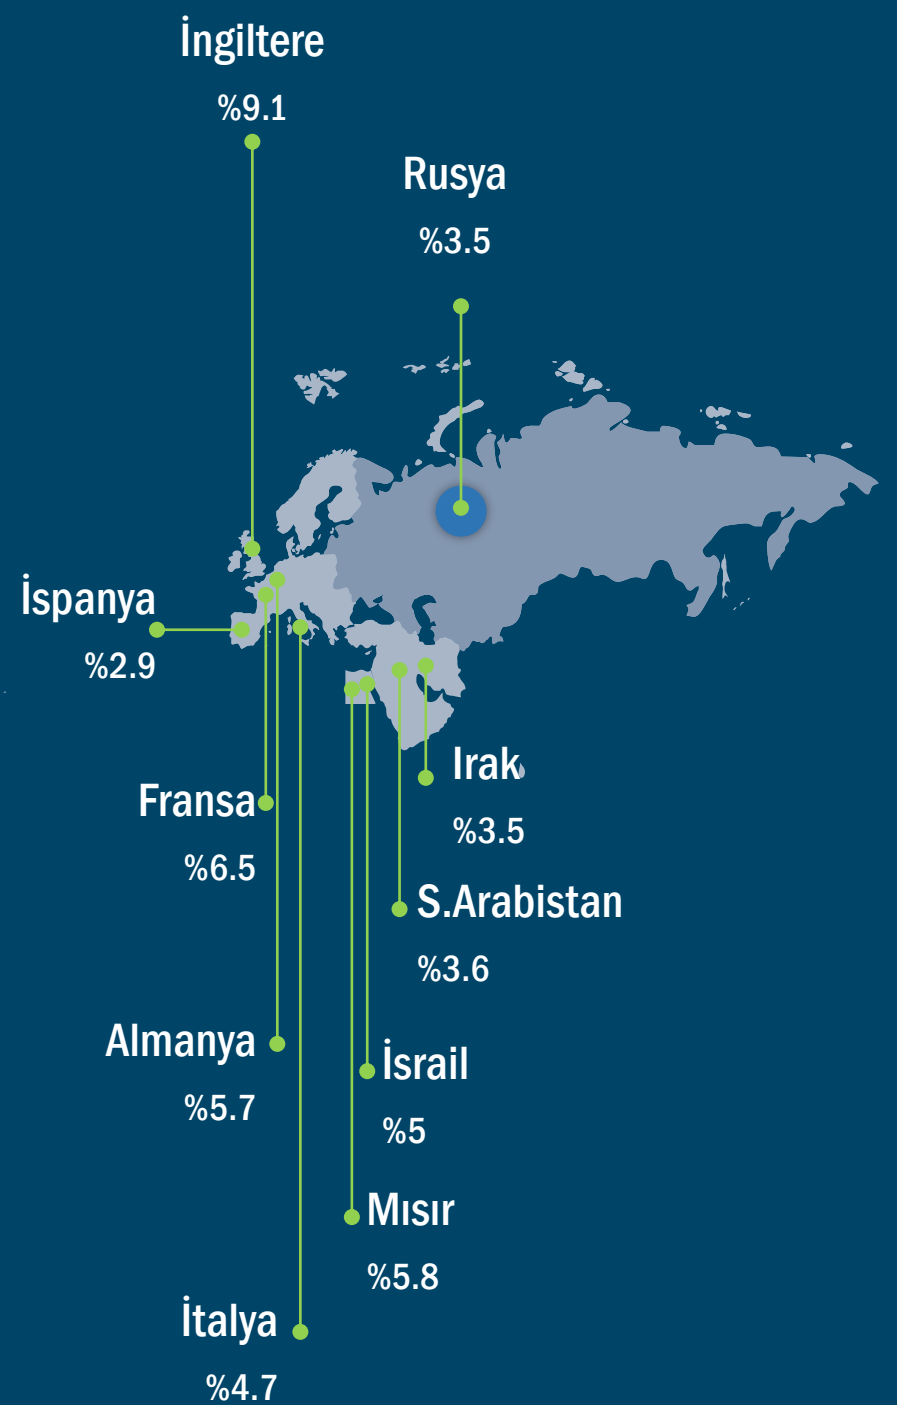 İngiltere
%9.1
Rusya
%3.5
İspanya
%2.9
Irak
%3.5
Fransa
%6.5
S.Arabistan
%3.6
Almanya
%5.7
İsrail
%5
Mısır
%5.8
İtalya
%4.7